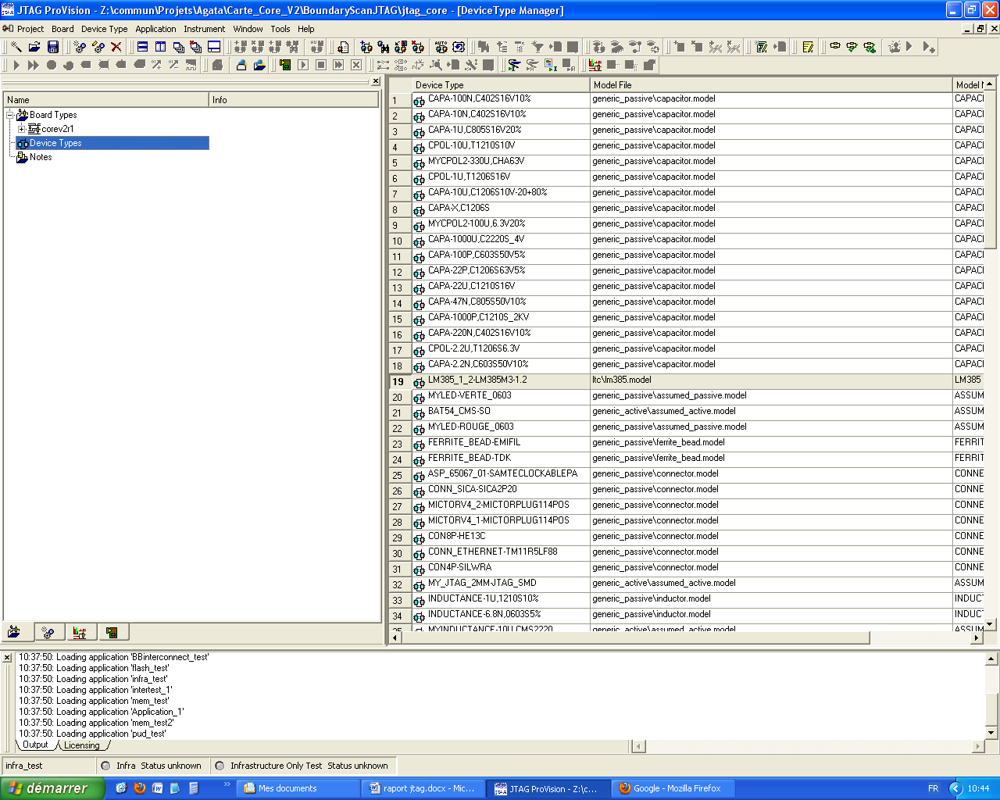 JTAG ProVision - Z:\commun\Projets\Agata\Carte_Core_V2\BoundaryScanJTAG\jtag_core - [DeviceType Manager]
Project Board Device Type Application Instrument Window Tools Help
Name Info
Board Types
corev2r1
Device Types
Notes
Device Type Model File Model
1 CAPA-100N,C402S16V10% generic_passive\capacitor.model CAPACI
2 CAPA-10N,C402S16V10% generic_passive\capacitor.model CAPACI
3 CAPA-1U,C805S16V20% generic_passive\capacitor.model CAPACI
4 CPOL-10U,T1210S10V generic_passive\capacitor.model CAPACI
5 MYCPOL2-330U,CHA63V generic_passive\capacitor.model CAPACI
6 CPOL-1U,T1206S16V generic_passive\capacitor.model CAPACI
7 CAPA-10U,C1206S10V-20+80% generic_passive\capacitor.model CAPACI
8 CAPA-X,C1206S generic_passive\capacitor.model CAPACI
9 MYCPOL2-100U,6.3V20% generic_passive\capacitor.model CAPACI
10 CAPA-1000U,C2220S_4V generic_passive\capacitor.model CAPACI
11 CAPA-100P,C603S50V5% generic_passive\capacitor.model CAPACI
12 CAPA-22P,C1206S63V5% generic_passive\capacitor.model CAPACI
13 CAPA-22U,C1210S16V generic_passive\capacitor.model CAPACI
14 CAPA-47N,C805S50V10% generic_passive\capacitor.model CAPACI
15 CAPA-1000P,C1210S_2KV generic_passive\capacitor.model CAPACI
16 CAPA-220N,C402S16V10% generic_passive\capacitor.model CAPACI
17 CPOL-2.2U,T1206S6.3V generic_passive\capacitor.model CAPACI
18 CAPA-2.2N,C603S50V10% generic_passive\capacitor.model CAPACI
19 LM385_1_2-LM385M3-1.2 ltc\lm385.model LM385
20 MYLED-VERTE_0603 generic_passive\assumed_passive.model ASSUM
21 BAT54_CMS-SO generic_active\assumed_active.model ASSUM
22 MYLED-ROUGE_0603 generic_passive\assumed_passive.model ASSUM
23 FERRITE_BEAD-EMIFIL generic_passive\ferrite_bead.model FERRIT
24 FERRITE_BEAD-TDK generic_passive\ferrite_bead.model FERRIT
25 ASP_65067_01-SAMTECLOCKABLEPA generic_passive\connector.model CONNE
26 CONN_SICA-SICA2P20 generic_passive\connector.model CONNE
27 MICTORV4_2-MICTORPLUG114POS generic_passive\connector.model CONNE
28 MICTORV4_1-MICTORPLUG114POS generic_passive\connector.model CONNE
29 CON8P-HE13C generic_passive\connector.model CONNE
30 CONN_ETHERNET-TM11R5LF88 generic_passive\connector.model CONNE
31 CON4P-SILWRA generic_passive\connector.model CONNE
32 MY_JTAG_2MM-JTAG_SMD generic_active\assumed_active.model ASSUM
33 INDUCTANCE-1U,1210S10% generic_passive\inductor.model INDUCT
34 INDUCTANCE-6.8N,0603S5% generic_passive\inductor.model INDUCT
35 MYINDUCTANCE-10U,CMS2220 generic_active\assumed_active.model ASSUM
10:37:50: Loading application 'BBinterconnect_test'
10:37:50: Loading application 'flash_test'
10:37:50: Loading application 'infra_test'
10:37:50: Loading application 'intertest_1'
10:37:50: Loading application 'mem_test'
10:37:50: Loading application 'Application_1'
10:37:50: Loading application 'mem_test2'
10:37:50: Loading application 'pud_test'
Output Licensing
infra_test Infra Status unknown Infrastructure Only Test Status unknown
démarrer Mes documents raport jtag.docx - Mic... JTAG ProVision - Z:\c... Google - Mozilla Firefox FR 10:44